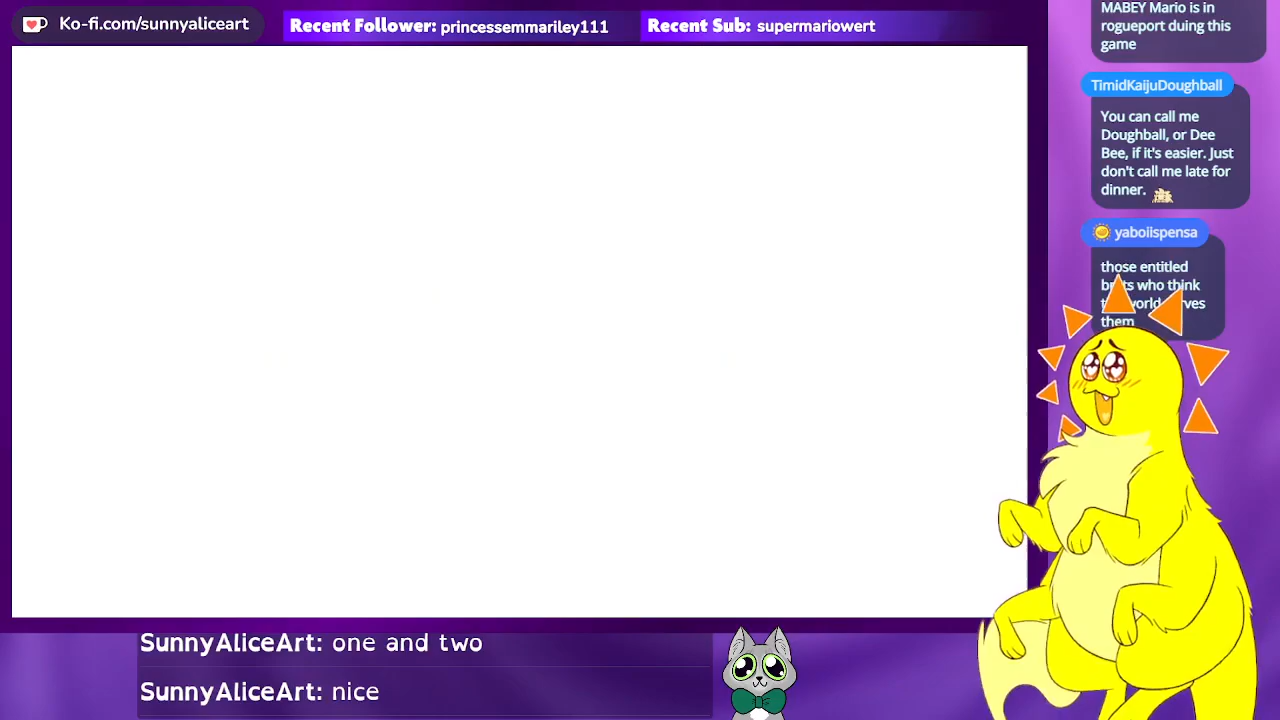 Ko-fi.com/sunnyaliceart
Recent Follower: princessemmariley111
Recent Sub: supermariowert
MABEY Mario is in
rogueport duing this
game
TimidKaijuDoughball
You can call me
Doughball, or Dee
Bee, if it's easier. Just
don't call me late for
dinner.
yaboiispensa
those entitled
who think
them
SunnyAliceArt: one and two
SunnyAliceArt: nice